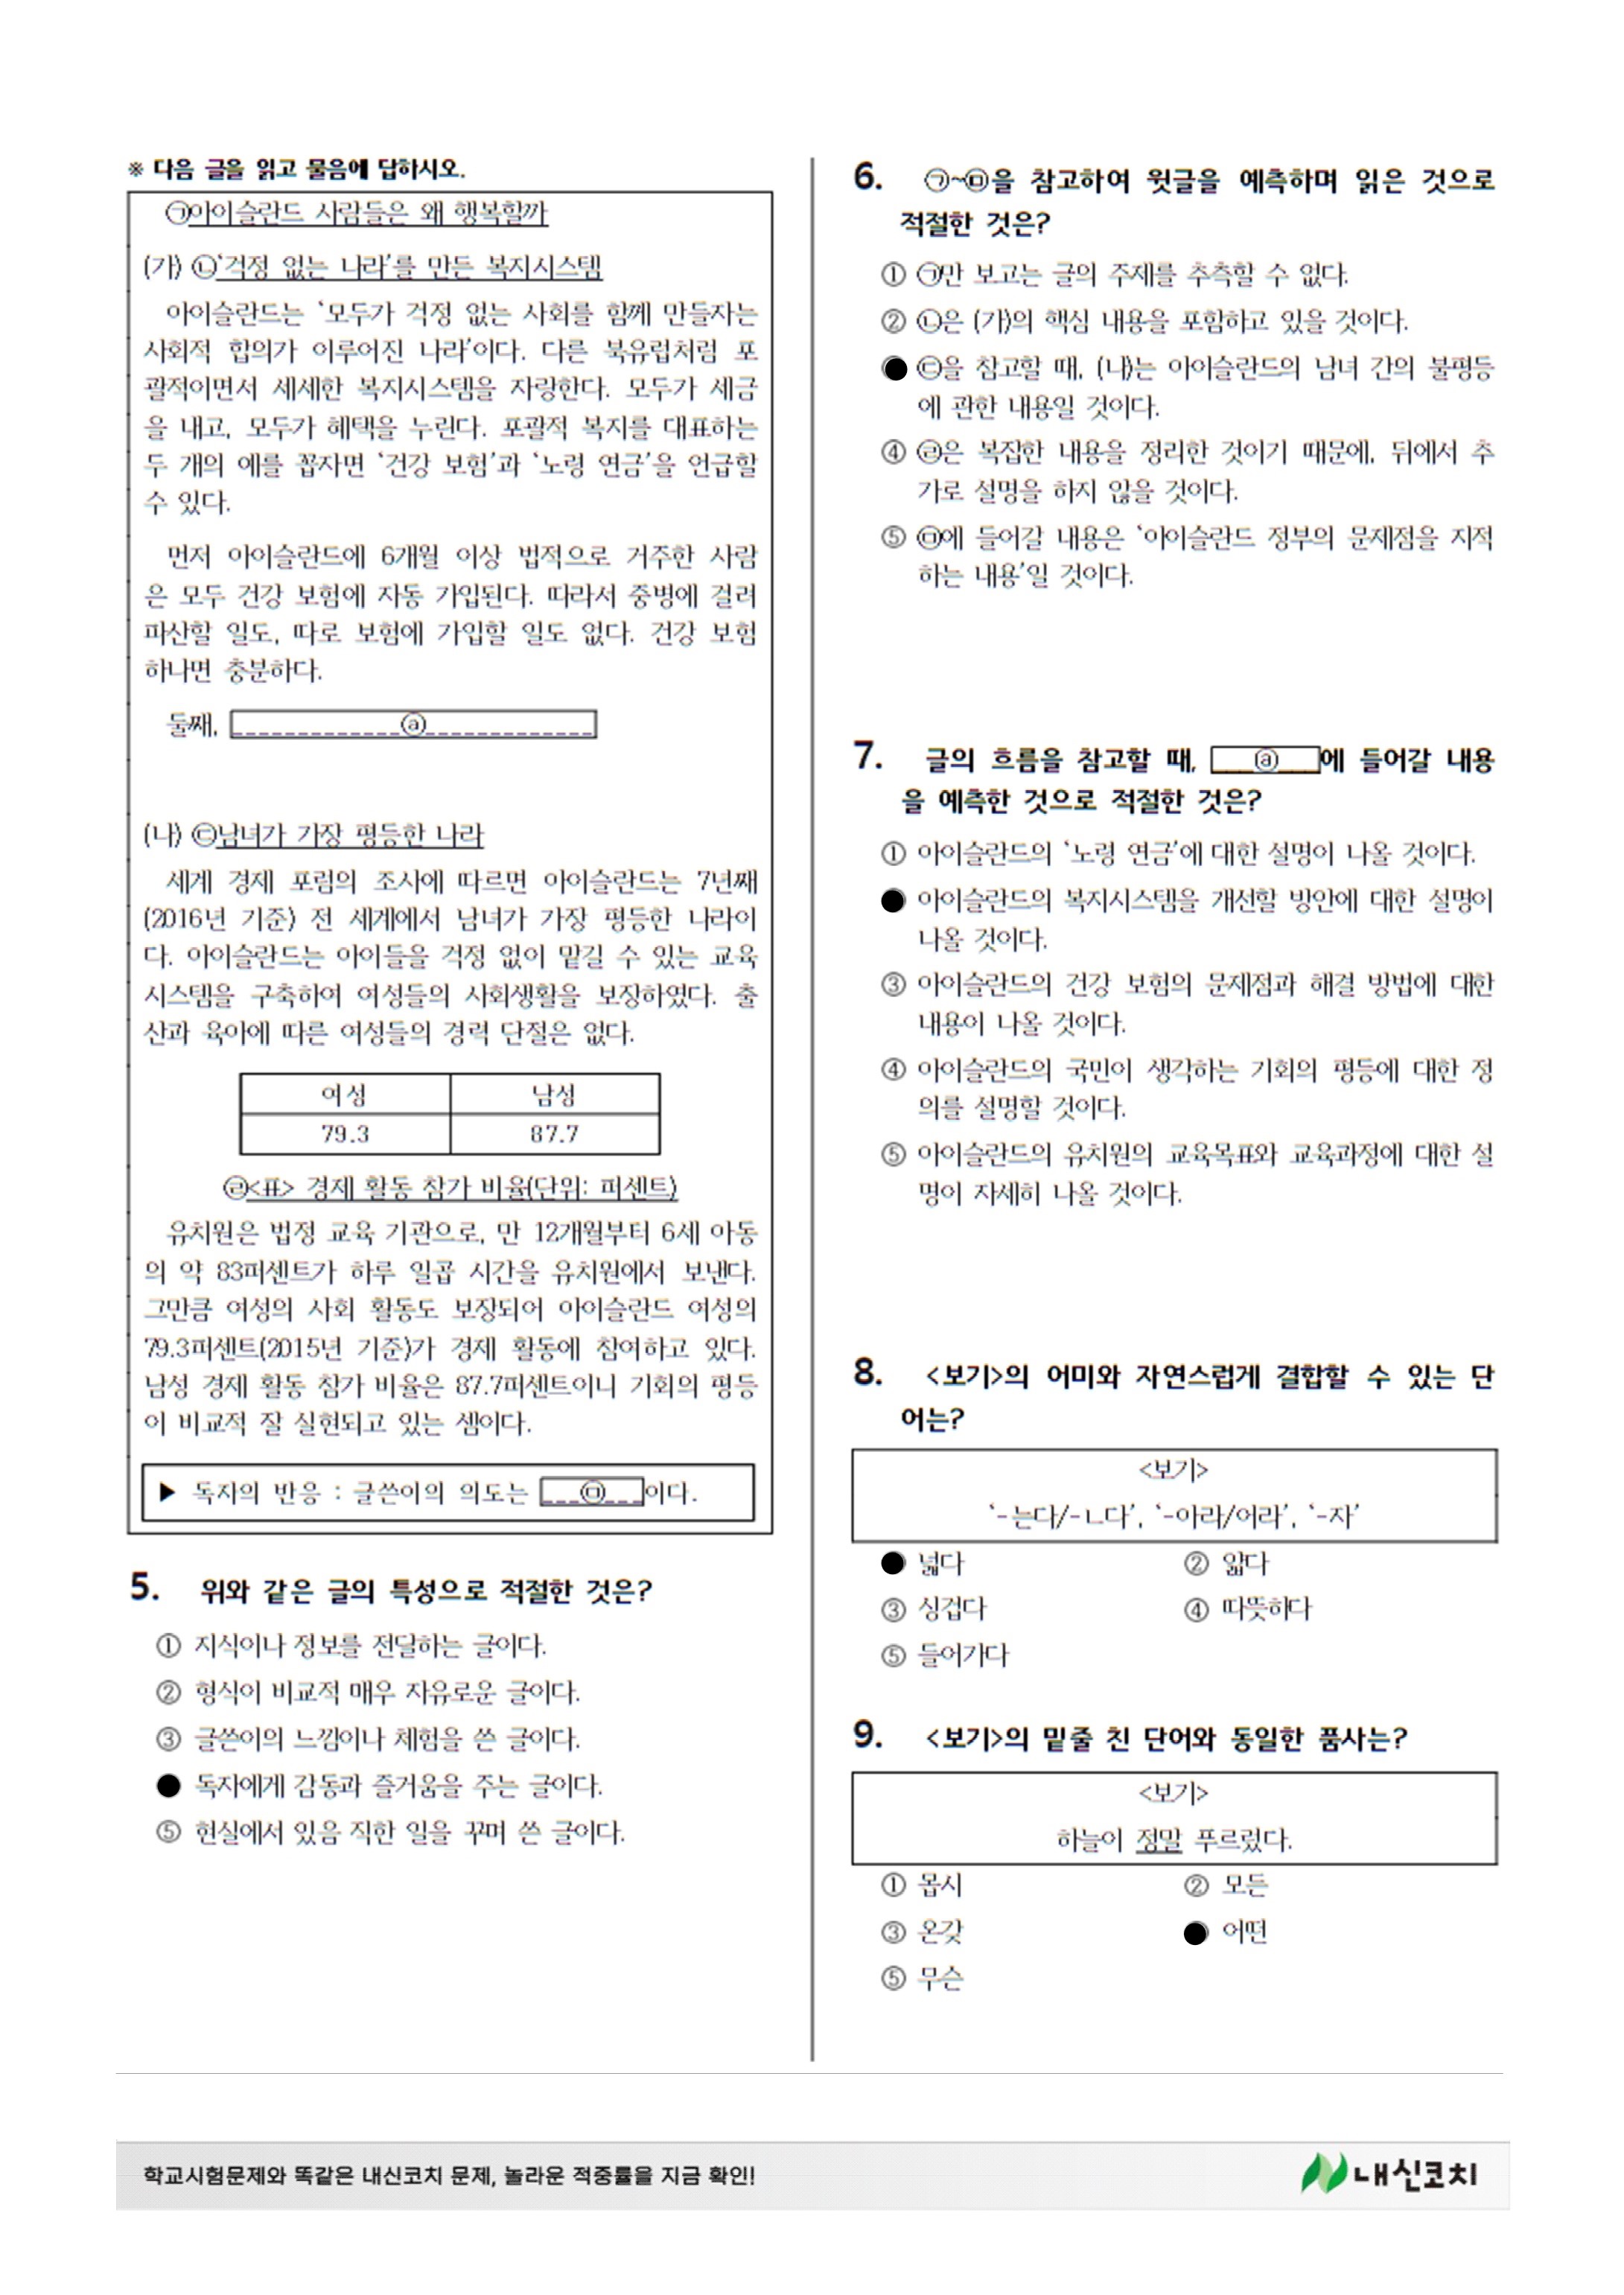 ※ 다음 글을 읽고 물음에 답하시오.
㉠아이슬란드 사람들은 왜 행복할까
(가) ㉡‘걱정 없는 나라’를 만든 복지시스템
아이슬란드는 ‘모두가 걱정 없는 사회를 함께 만들자는
사회적 합의가 이루어진 나라’이다. 다른 북유럽처럼 포
괄적이면서 세세한 복지시스템을 자랑한다. 모두가 세금
을 내고, 모두가 혜택을 누린다. 포괄적 복지를 대표하는
두 개의 예를 꼽자면 ‘건강 보험’과 ‘노령 연금’을 언급할
수 있다.
먼저 아이슬란드에 6개월 이상 법적으로 거주한 사람
은 모두 건강 보험에 자동 가입된다. 따라서 중병에 걸려
파산할 일도, 따로 보험에 가입할 일도 없다. 건강 보험
하나면 충분하다.
둘째, ⓐ
(나) ㉢남녀가 가장 평등한 나라
세계 경제 포럼의 조사에 따르면 아이슬란드는 7년째
(2016년 기준) 전 세계에서 남녀가 가장 평등한 나라이
다. 아이슬란드는 아이들을 걱정 없이 맡길 수 있는 교육
시스템을 구축하여 여성들의 사회생활을 보장하였다. 출
산과 육아에 따른 여성들의 경력 단절은 없다.
여성 남성
79.3 87.7
㉣<표> 경제 활동 참가 비율(단위: 퍼센트)
유치원은 법정 교육 기관으로, 만 12개월부터 6세 아동
의 약 83퍼센트가 하루 일곱 시간을 유치원에서 보낸다.
그만큼 여성의 사회 활동도 보장되어 아이슬란드 여성의
79.3퍼센트(2015년 기준)가 경제 활동에 참여하고 있다.
남성 경제 활동 참가 비율은 87.7퍼센트이니 기회의 평등
이 비교적 잘 실현되고 있는 셈이다.
▶ 독자의 반응 : 글쓴이의 의도는 ㉤이다.
5. 위와 같은 글의 특성으로 적절한 것은?
① 지식이나 정보를 전달하는 글이다.
② 형식이 비교적 매우 자유로운 글이다.
③ 글쓴이의 느낌이나 체험을 쓴 글이다.
● 독자에게 감동과 즐거움을 주는 글이다.
⑤ 현실에서 있음 직한 일을 꾸며 쓴 글이다.
6. ㉠~㉤을 참고하여 윗글을 예측하며 읽은 것으로
적절한 것은?
① ㉠만 보고는 글의 주제를 추측할 수 없다.
② ㉡은 (가)의 핵심 내용을 포함하고 있을 것이다.
● ㉢을 참고할 때, (나)는 아이슬란드의 남녀 간의 불평등
에 관한 내용일 것이다.
④ ㉣은 복잡한 내용을 정리한 것이기 때문에, 뒤에서 추
가로 설명을 하지 않을 것이다.
⑤ ㉤에 들어갈 내용은 ‘아이슬란드 정부의 문제점을 지적
하는 내용’일 것이다.
7. 글의 흐름을 참고할 때, ⓐ에 들어갈 내용
을 예측한 것으로 적절한 것은?
① 아이슬란드의 ‘노령 연금’에 대한 설명이 나올 것이다.
● 아이슬란드의 복지시스템을 개선할 방안에 대한 설명이
나올 것이다.
③ 아이슬란드의 건강 보험의 문제점과 해결 방법에 대한
내용이 나올 것이다.
④ 아이슬란드의 국민이 생각하는 기회의 평등에 대한 정
의를 설명할 것이다.
⑤ 아이슬란드의 유치원의 교육목표와 교육과정에 대한 설
명이 자세히 나올 것이다.
8. <보기>의 어미와 자연스럽게 결합할 수 있는 단
어는?
<보기>
‘-는다/-ㄴ다’, ‘-아라/어라’, ‘-자’
● 넓다 ② 얇다
③ 싱겁다 ④ 따뜻하다
⑤ 들어가다
9. <보기>의 밑줄 친 단어와 동일한 품사는?
<보기>
하늘이 정말 푸르렀다.
① 몹시 ② 모든
③ 온갖 ● 어떤
⑤ 무슨
학교시험문제와 똑같은 내신코치 문제, 놀라운 적중률을 지금 확인!
내신코치